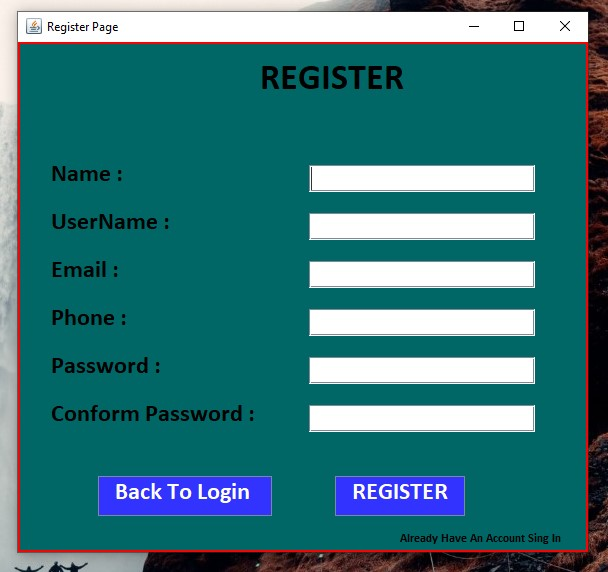 Register Page
REGISTER
Name :
UserName :
Email :
Phone :
Password :
Conform Password :
Back To Login REGISTER
Already Have An Account Sing In